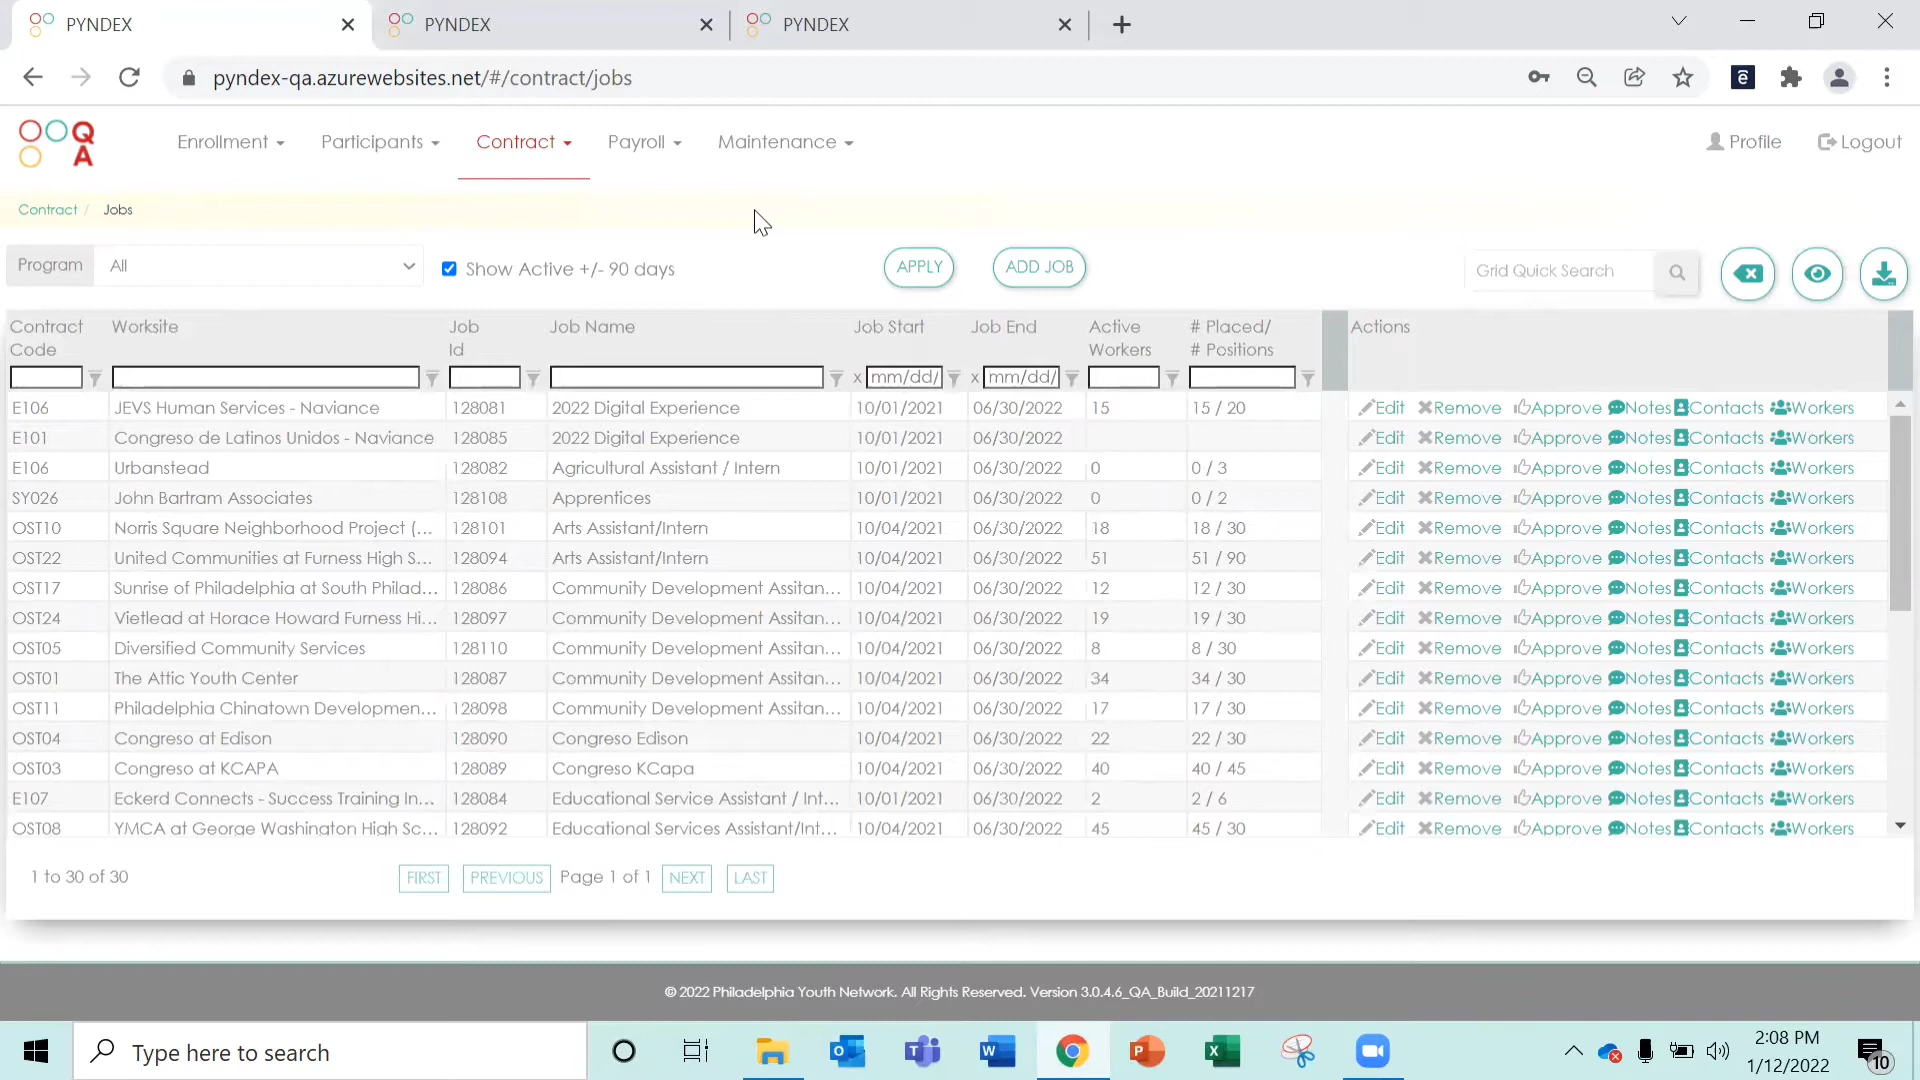 PYNDEX PYNDEX PYNDEX
pyndex-qa.azurewebsites.net/#/contract/jobs
QA Enrollment Participants Contract Payroll Maintenance Profile Logout
Contract / Jobs
Program All Show Active +/- 90 days APPLY ADD JOB Grid Quick Search
Contract Code Worksite Job Id Job Name Job Start Job End Active Workers # Placed/ # Positions Actions
x mm/dd/ x mm/dd/
E106 JEVS Human Services - Naviance 128081 2022 Digital Experience 10/01/2021 06/30/2022 15 15 / 20 Edit Remove Approve Notes Contacts Workers
E101 Congreso de Latinos Unidos - Naviance 128085 2022 Digital Experience 10/01/2021 06/30/2022 Edit Remove Approve Notes Contacts Workers
E106 Urbanstead 128082 Agricultural Assistant / Intern 10/01/2021 06/30/2022 0 0 / 3 Edit Remove Approve Notes Contacts Workers
SY026 John Bartram Associates 128108 Apprentices 10/01/2021 06/30/2022 0 0 / 2 Edit Remove Approve Notes Contacts Workers
OST10 Norris Square Neighborhood Project (... 128101 Arts Assistant/Intern 10/04/2021 06/30/2022 18 18 / 30 Edit Remove Approve Notes Contacts Workers
OST22 United Communities at Furness High S... 128094 Arts Assistant/Intern 10/04/2021 06/30/2022 51 51 / 90 Edit Remove Approve Notes Contacts Workers
OST17 Sunrise of Philadelphia at South Philad... 128086 Community Development Assitan... 10/04/2021 06/30/2022 12 12 / 30 Edit Remove Approve Notes Contacts Workers
OST24 Vietlead at Horace Howard Furness Hi... 128097 Community Development Assitan... 10/04/2021 06/30/2022 19 19 / 30 Edit Remove Approve Notes Contacts Workers
OST05 Diversified Community Services 128110 Community Development Assitan... 10/04/2021 06/30/2022 8 8 / 30 Edit Remove Approve Notes Contacts Workers
OST01 The Attic Youth Center 128087 Community Development Assitan... 10/04/2021 06/30/2022 34 34 / 30 Edit Remove Approve Notes Contacts Workers
OST11 Philadelphia Chinatown Developmen... 128098 Community Development Assitan... 10/04/2021 06/30/2022 17 17 / 30 Edit Remove Approve Notes Contacts Workers
OST04 Congreso at Edison 128090 Congreso Edison 10/04/2021 06/30/2022 22 22 / 30 Edit Remove Approve Notes Contacts Workers
OST03 Congreso at KCAPA 128089 Congreso KCapa 10/04/2021 06/30/2022 40 40 / 45 Edit Remove Approve Notes Contacts Workers
E107 Eckerd Connects - Success Training In... 128084 Educational Service Assistant / Int... 10/01/2021 06/30/2022 2 2 / 6 Edit Remove Approve Notes Contacts Workers
OST08 YMCA at George Washington High Sc... 128092 Educational Services Assistant/Int... 10/04/2021 06/30/2022 45 45 / 30 Edit Remove Approve Notes Contacts Workers
1 to 30 of 30 FIRST PREVIOUS Page 1 of 1 NEXT LAST
© 2022 Philadelphia Youth Network. All Rights Reserved. Version 3.0.4.6_QA_Build_20211217
Type here to search 2:08 PM
1/12/2022 10